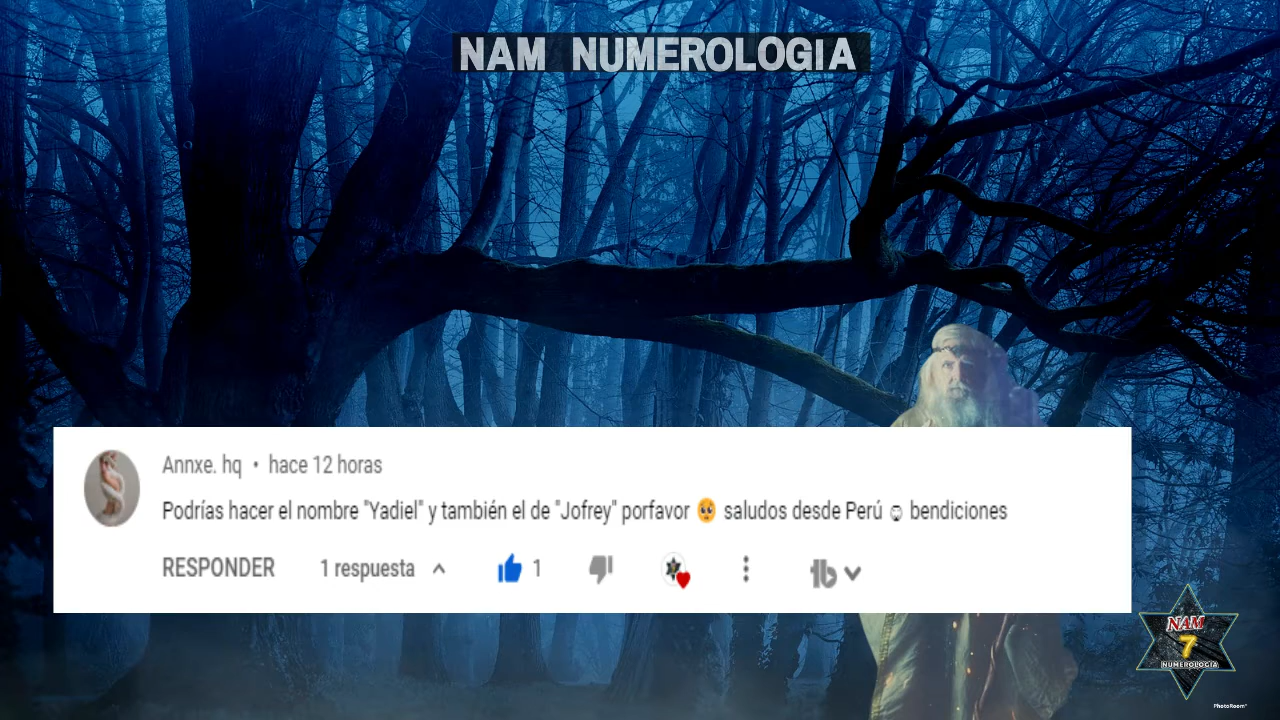 NAM NUMEROLOGIA
Annxe. hq • hace 12 horas
Podrías hacer el nombre "Yadiel" y también el de "Jofrey" porfavor 🥺 saludos desde Perú bendiciones
RESPONDER 1 respuesta 1
NAM
7
NUMEROLOGIA
PhotoRoom